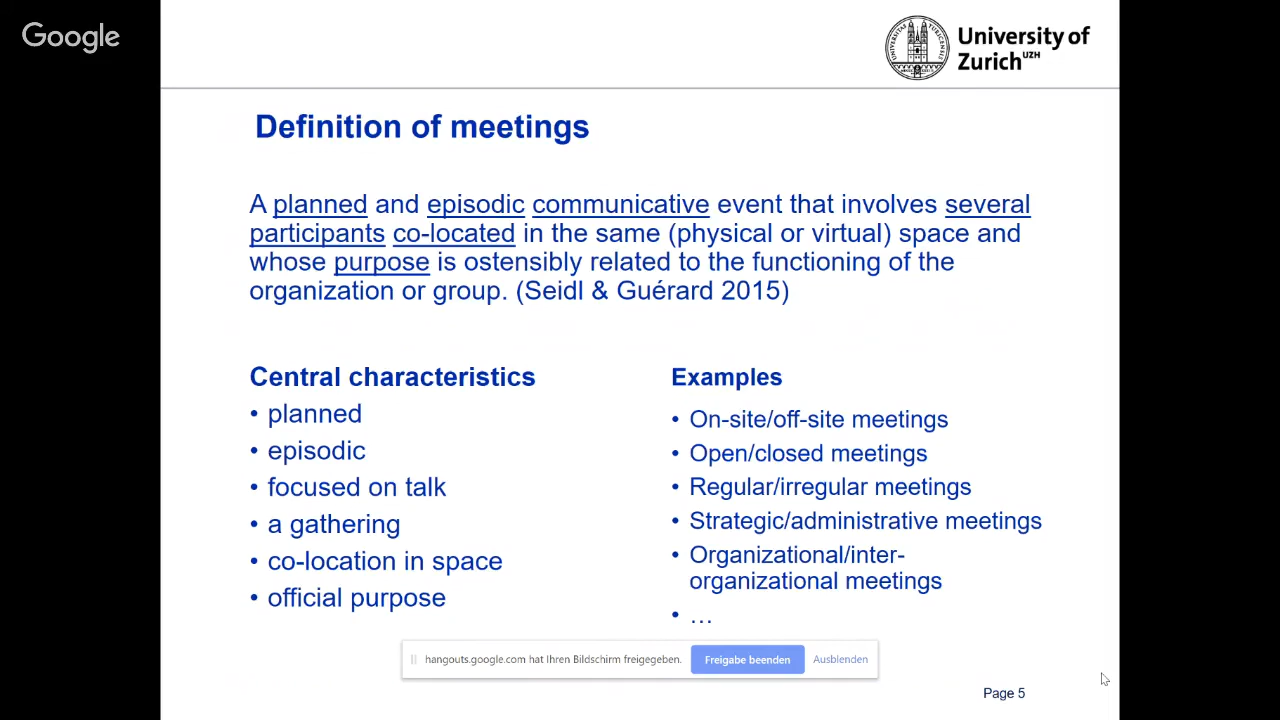 Google
University of
Zurich UZH
Definition of meetings
A planned and episodic communicative event that involves several
participants co-located in the same (physical or virtual) space and
whose purpose is ostensibly related to the functioning of the
organization or group. (Seidl & Guérard 2015)
Central characteristics
• planned
• episodic
• focused on talk
• a gathering
• co-location in space
• official purpose
Examples
• On-site/off-site meetings
• Open/closed meetings
• Regular/irregular meetings
• Strategic/administrative meetings
• Organizational/inter-
organizational meetings
• …
hangouts.google.com hat Ihren Bildschirm freigegeben. Freigabe beenden Ausblenden
Page 5